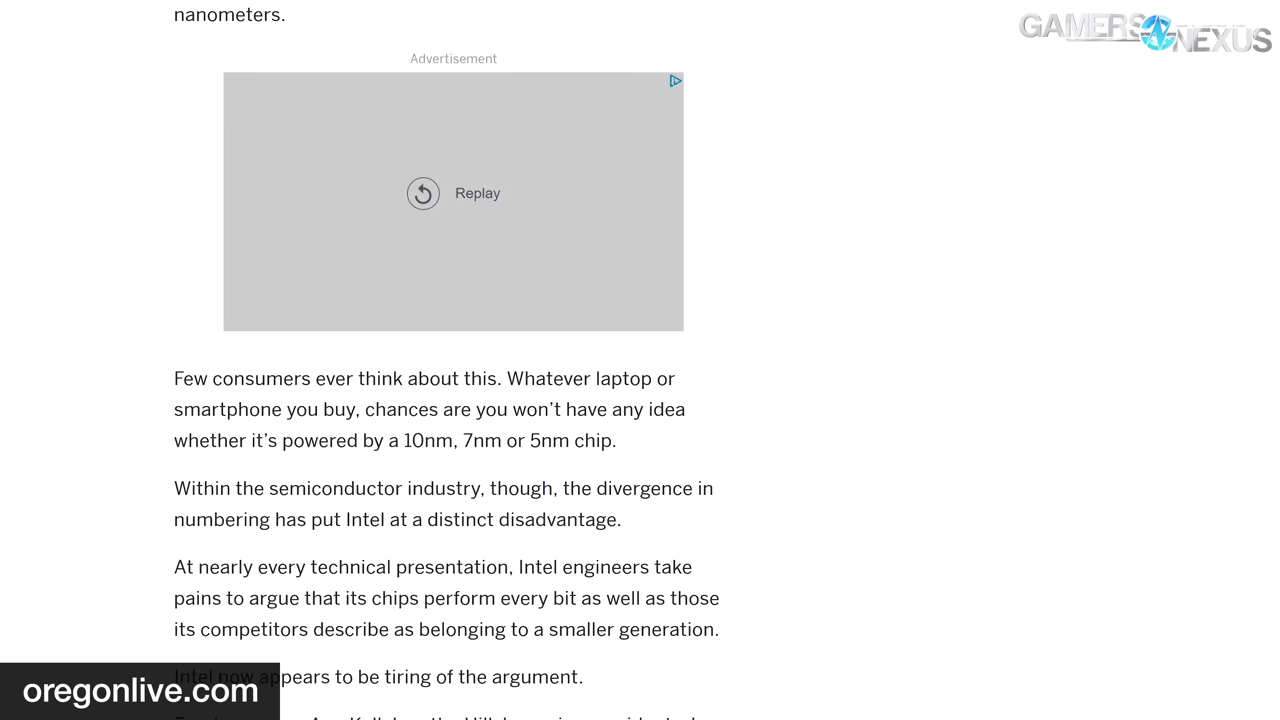 nanometers.
GAMERS NEXUS
Advertisement
Replay
Few consumers ever think about this. Whatever laptop or
smartphone you buy, chances are you won’t have any idea
whether it’s powered by a 10nm, 7nm or 5nm chip.
Within the semiconductor industry, though, the divergence in
numbering has put Intel at a distinct disadvantage.
At nearly every technical presentation, Intel engineers take
pains to argue that its chips perform every bit as well as those
its competitors describe as belonging to a smaller generation.
Intel now appears to be tiring of the argument.
oregonlive.com